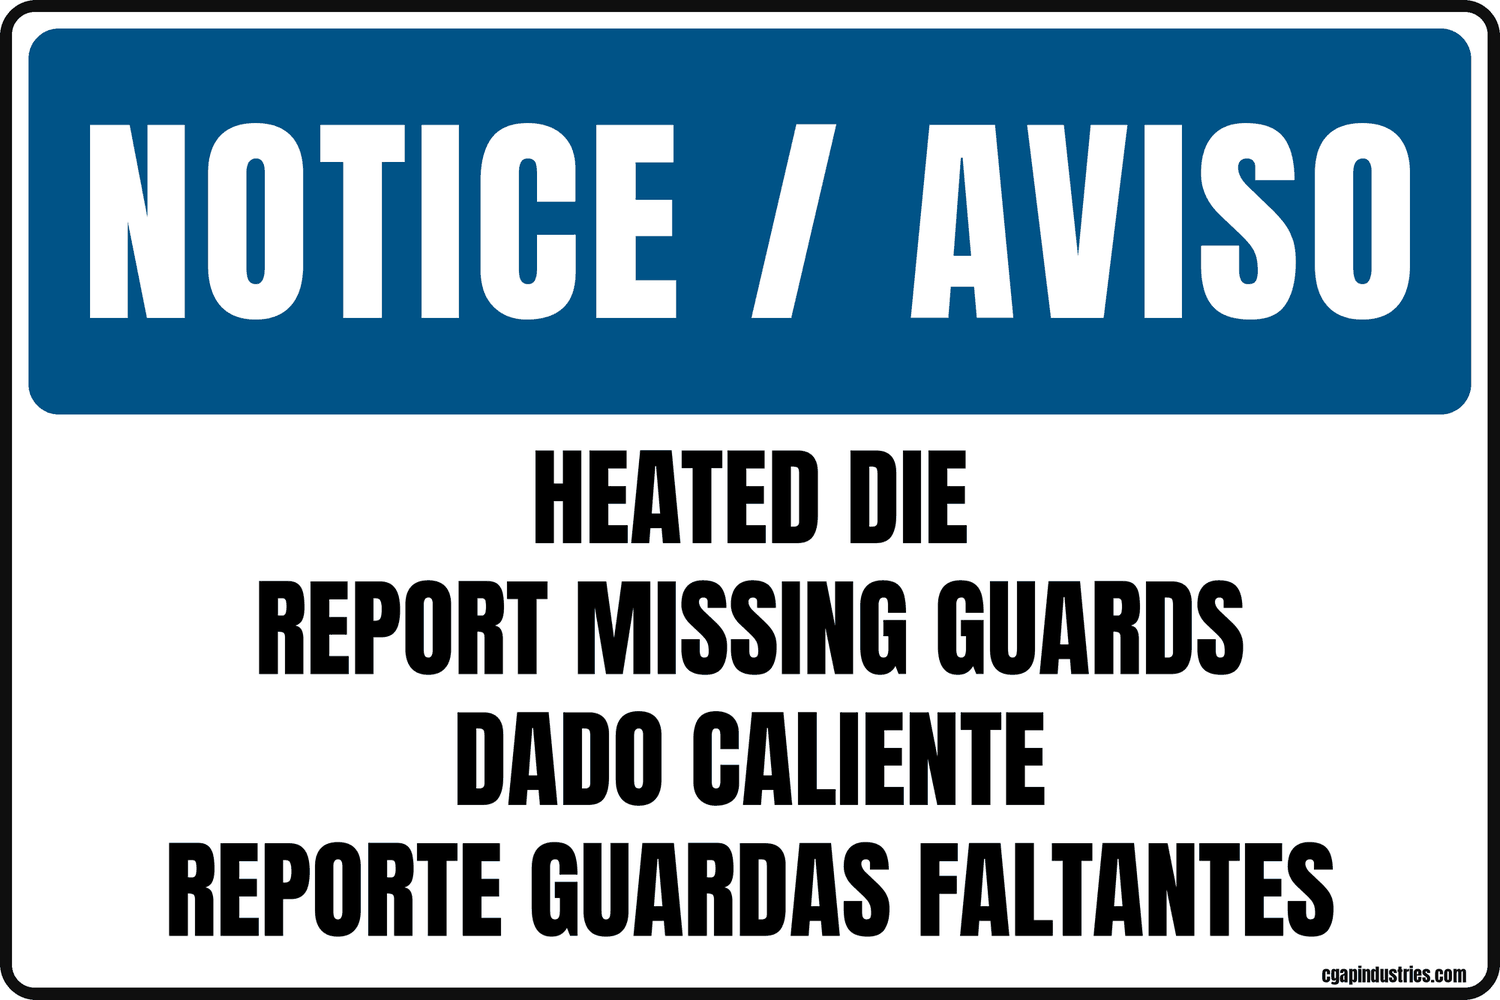 NOTICE / AVISO
HEATED DIE
REPORT MISSING GUARDS
DADO CALIENTE
REPORTE GUARDAS FALTANTES
cgapindustries.com